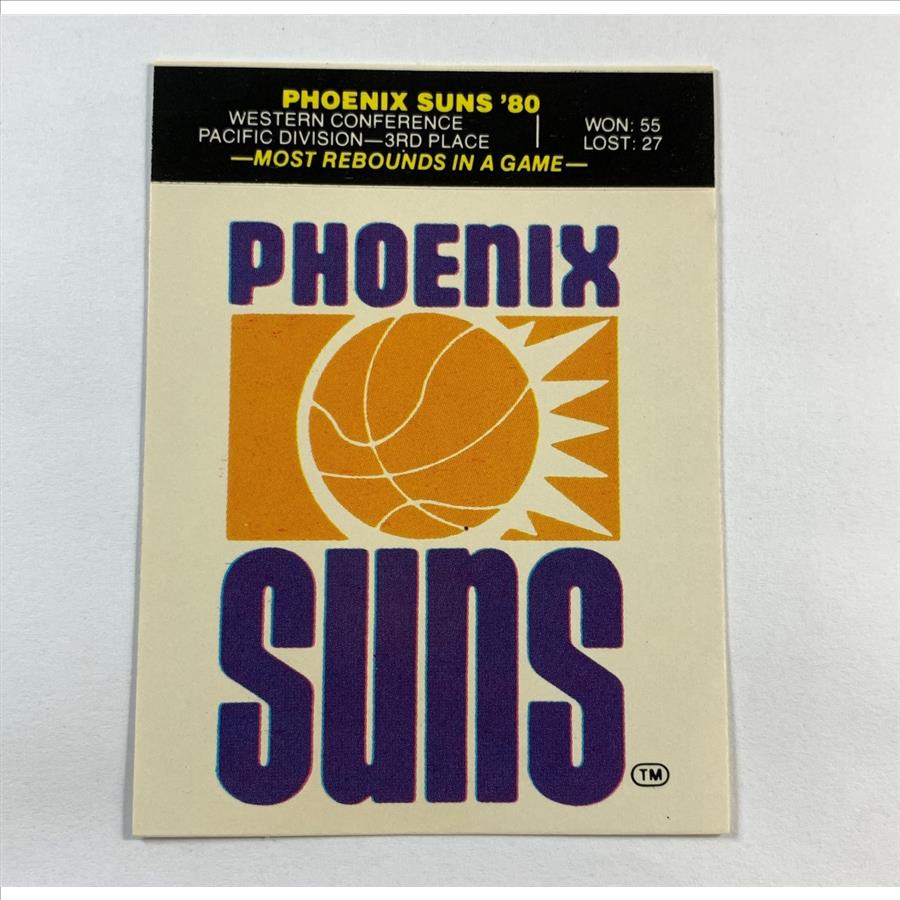 PHOENIX SUNS '80
WESTERN CONFERENCE
PACIFIC DIVISION—3RD PLACE
WON: 55
LOST: 27
—MOST REBOUNDS IN A GAME—
PHOENIX
SUNS
TM